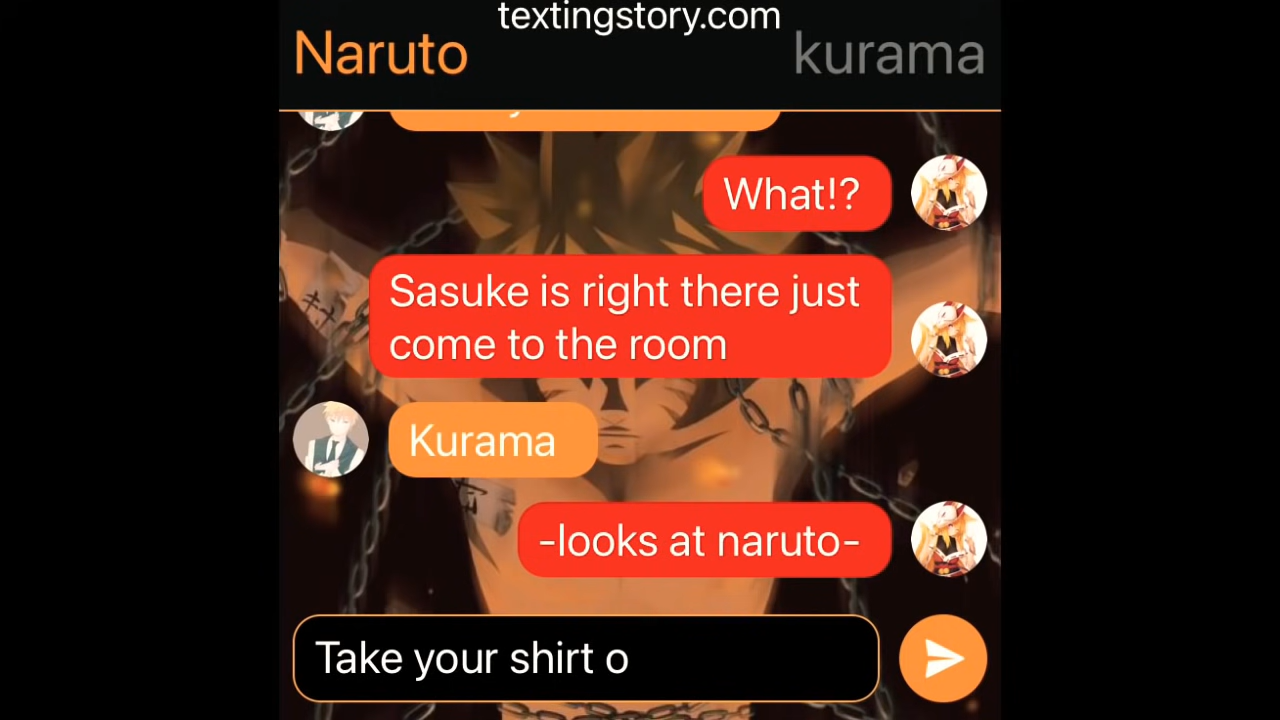 textingstory.com
Naruto
kurama
What!?
Sasuke is right there just
come to the room
Kurama
-looks at naruto-
Take your shirt o